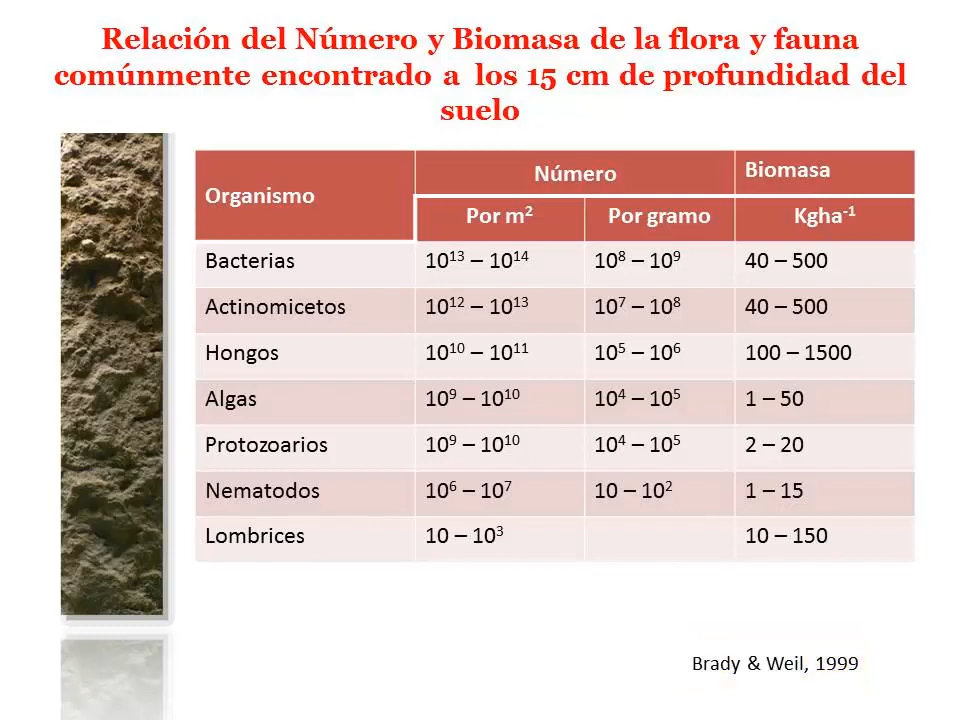 Relación del Número y Biomasa de la flora y fauna
comúnmente encontrado a los 15 cm de profundidad del
suelo
Organismo Número Biomasa
Por m² Por gramo Kgha⁻¹
Bacterias 10¹³ – 10¹⁴ 10⁸ – 10⁹ 40 – 500
Actinomicetos 10¹² – 10¹³ 10⁷ – 10⁸ 40 – 500
Hongos 10¹⁰ – 10¹¹ 10⁵ – 10⁶ 100 – 1500
Algas 10⁹ – 10¹⁰ 10⁴ – 10⁵ 1 – 50
Protozoarios 10⁹ – 10¹⁰ 10⁴ – 10⁵ 2 – 20
Nematodos 10⁶ – 10⁷ 10 – 10² 1 – 15
Lombrices 10 – 10³ 10 – 150
Brady & Weil, 1999